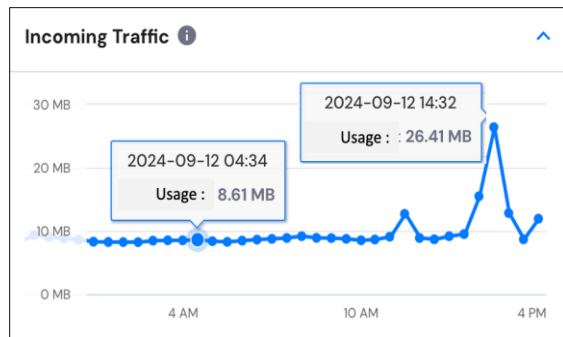 Incoming Traffic i
30 MB
2024-09-12 14:32
Usage : : 26.41 MB
20 MB
2024-09-12 04:34
Usage : 8.61 MB
10 MB
0 MB
4 AM 10 AM 4 PM